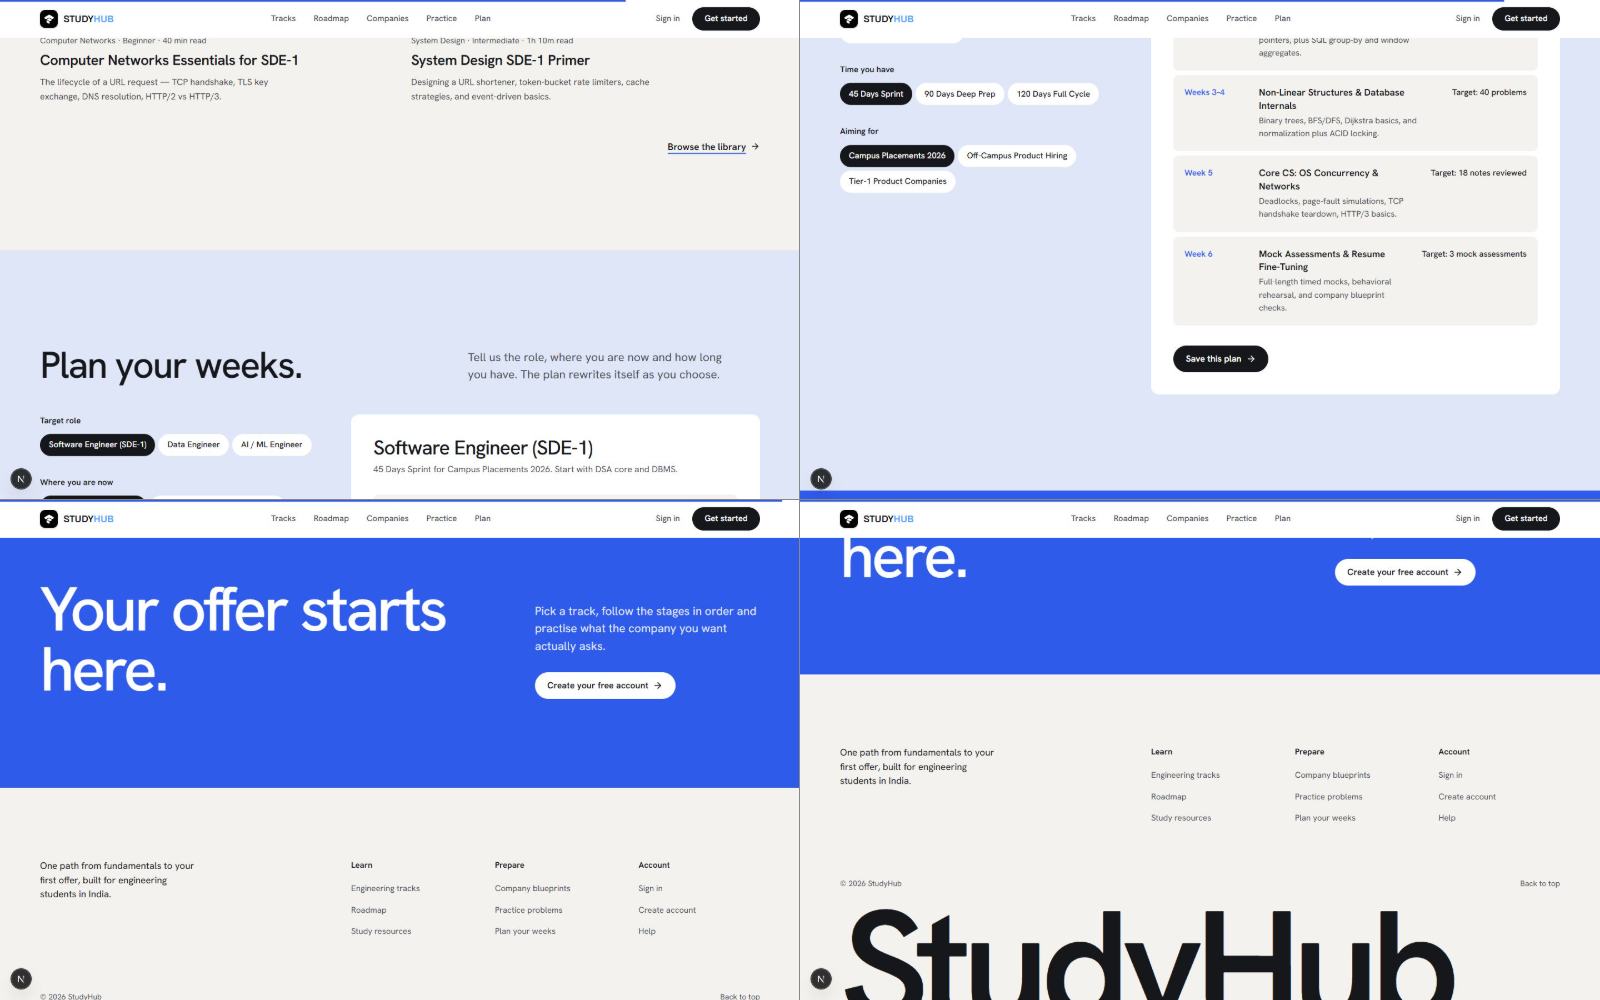 STUDYHUB
Tracks Roadmap Companies Practice Plan
Sign in
Get started
Computer Networks · Beginner · 40 min read
Computer Networks Essentials for SDE-1
The lifecycle of a URL request — TCP handshake, TLS key
exchange, DNS resolution, HTTP/2 vs HTTP/3.
System Design · Intermediate · 1h 10m read
System Design SDE-1 Primer
Designing a URL shortener, token-bucket rate limiters, cache
strategies, and event-driven basics.
Browse the library →
Plan your weeks.
Tell us the role, where you are now and how long
you have. The plan rewrites itself as you choose.
Target role
Software Engineer (SDE-1) Data Engineer AI / ML Engineer
Where you are now
Software Engineer (SDE-1)
45 Days Sprint for Campus Placements 2026. Start with DSA core and DBMS.
N
STUDYHUB
Tracks Roadmap Companies Practice Plan
Sign in
Get started
Time you have
45 Days Sprint 90 Days Deep Prep 120 Days Full Cycle
Aiming for
Campus Placements 2026 Off-Campus Product Hiring
Tier-1 Product Companies
pointers, plus SQL group-by and window
aggregates.
Weeks 3–4
Non-Linear Structures & Database
Internals
Binary trees, BFS/DFS, Dijkstra basics, and
normalization plus ACID locking.
Target: 40 problems
Week 5
Core CS: OS Concurrency &
Networks
Deadlocks, page-fault simulations, TCP
handshake teardown, HTTP/3 basics.
Target: 18 notes reviewed
Week 6
Mock Assessments & Resume
Fine-Tuning
Full-length timed mocks, behavioral
rehearsal, and company blueprint
checks.
Target: 3 mock assessments
Save this plan →
N
STUDYHUB
Tracks Roadmap Companies Practice Plan
Sign in
Get started
Your offer starts
here.
Pick a track, follow the stages in order and
practise what the company you want
actually asks.
Create your free account →
One path from fundamentals to your
first offer, built for engineering
students in India.
Learn
Engineering tracks
Roadmap
Study resources
Prepare
Company blueprints
Practice problems
Plan your weeks
Account
Sign in
Create account
Help
© 2026 StudyHub
Back to top
N
STUDYHUB
Tracks Roadmap Companies Practice Plan
Sign in
Get started
here.
Create your free account →
One path from fundamentals to your
first offer, built for engineering
students in India.
Learn
Engineering tracks
Roadmap
Study resources
Prepare
Company blueprints
Practice problems
Plan your weeks
Account
Sign in
Create account
Help
© 2026 StudyHub
Back to top
StudyHub
N